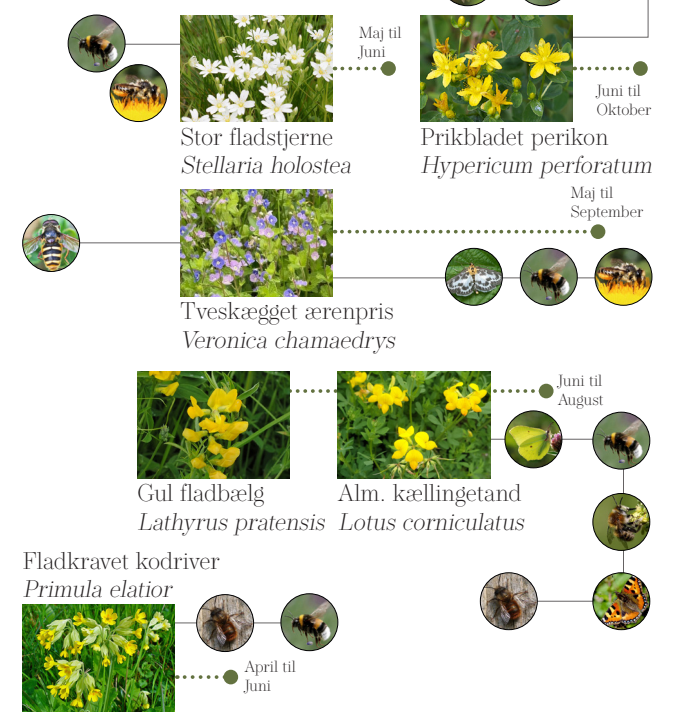 Maj til
Juni
Juni til
Oktober
Stor fladstjerne
Stellaria holostea
Prikbladet perikon
Hypericum perforatum
Maj til
September
Tveskægget ærenpris
Veronica chamaedrys
Juni til
August
Gul fladbælg
Lathyrus pratensis
Alm. kællingetand
Lotus corniculatus
Fladkravet kodriver
Primula elatior
April til
Juni